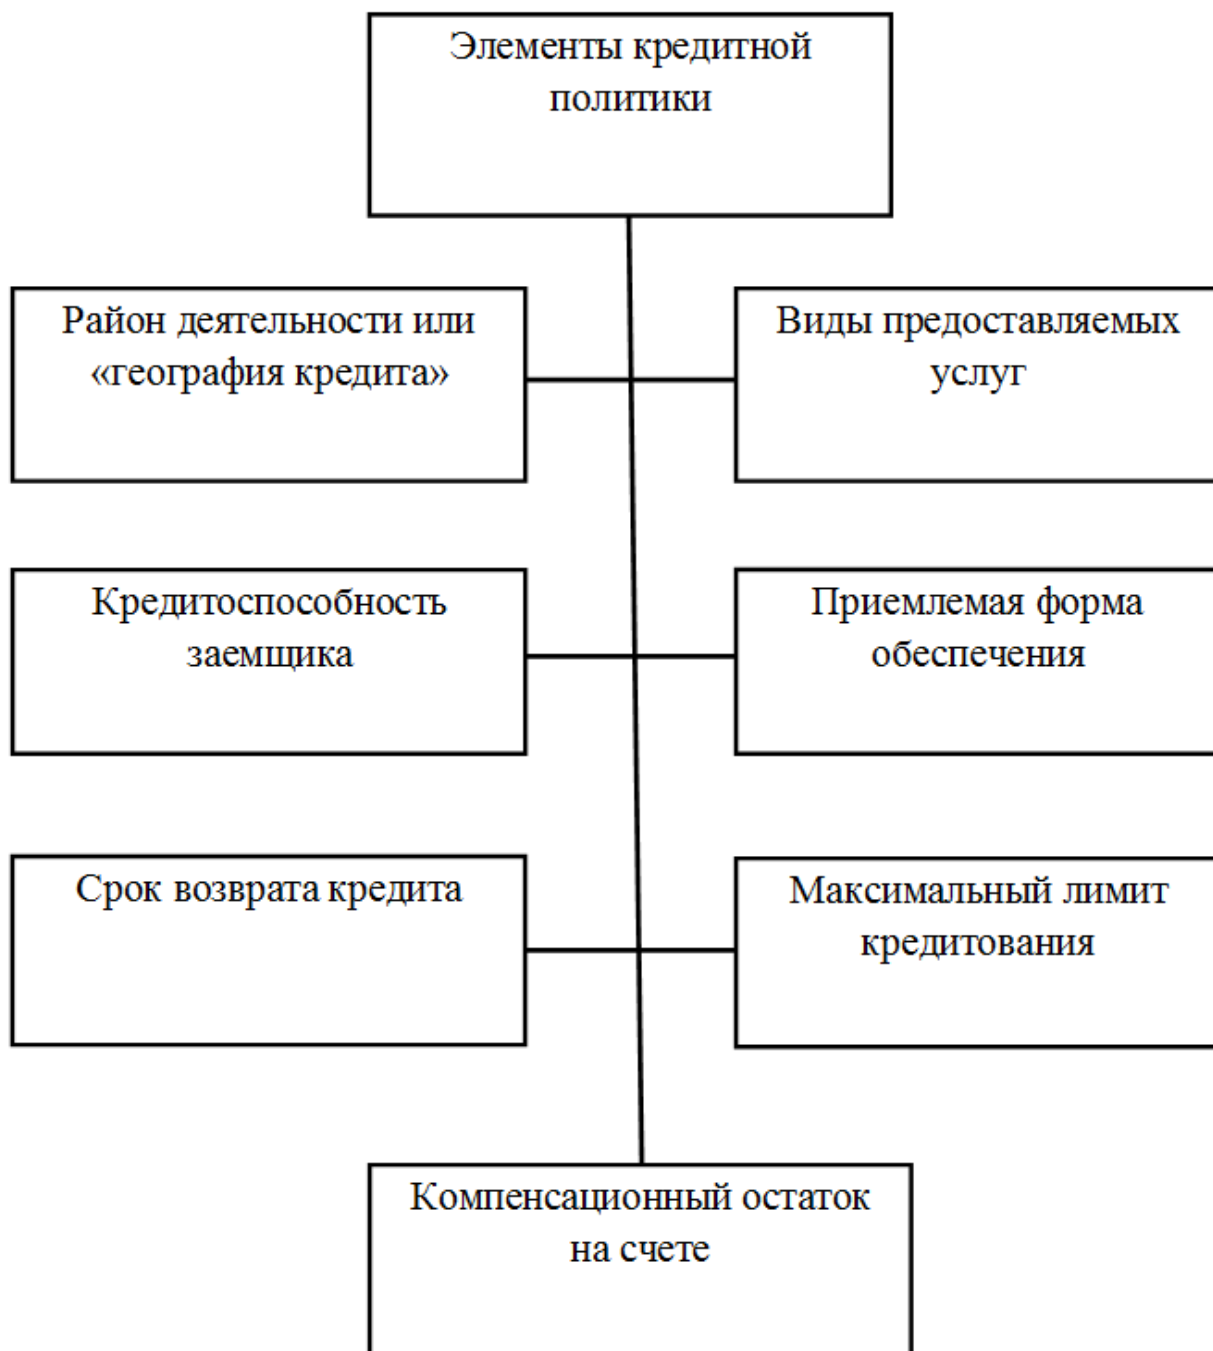 Элементы кредитной
политики
Район деятельности или
«география кредита»
Виды предоставляемых
услуг
Кредитоспособность
заемщика
Приемлемая форма
обеспечения
Срок возврата кредита
Максимальный лимит
кредитования
Компенсационный остаток
на счете